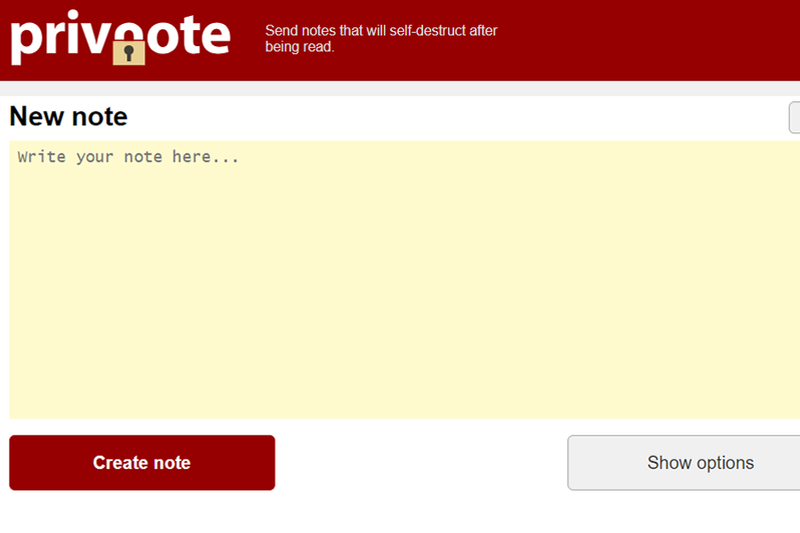 privnote
Send notes that will self-destruct after
being read.
New note
Write your note here...
Create note
Show options